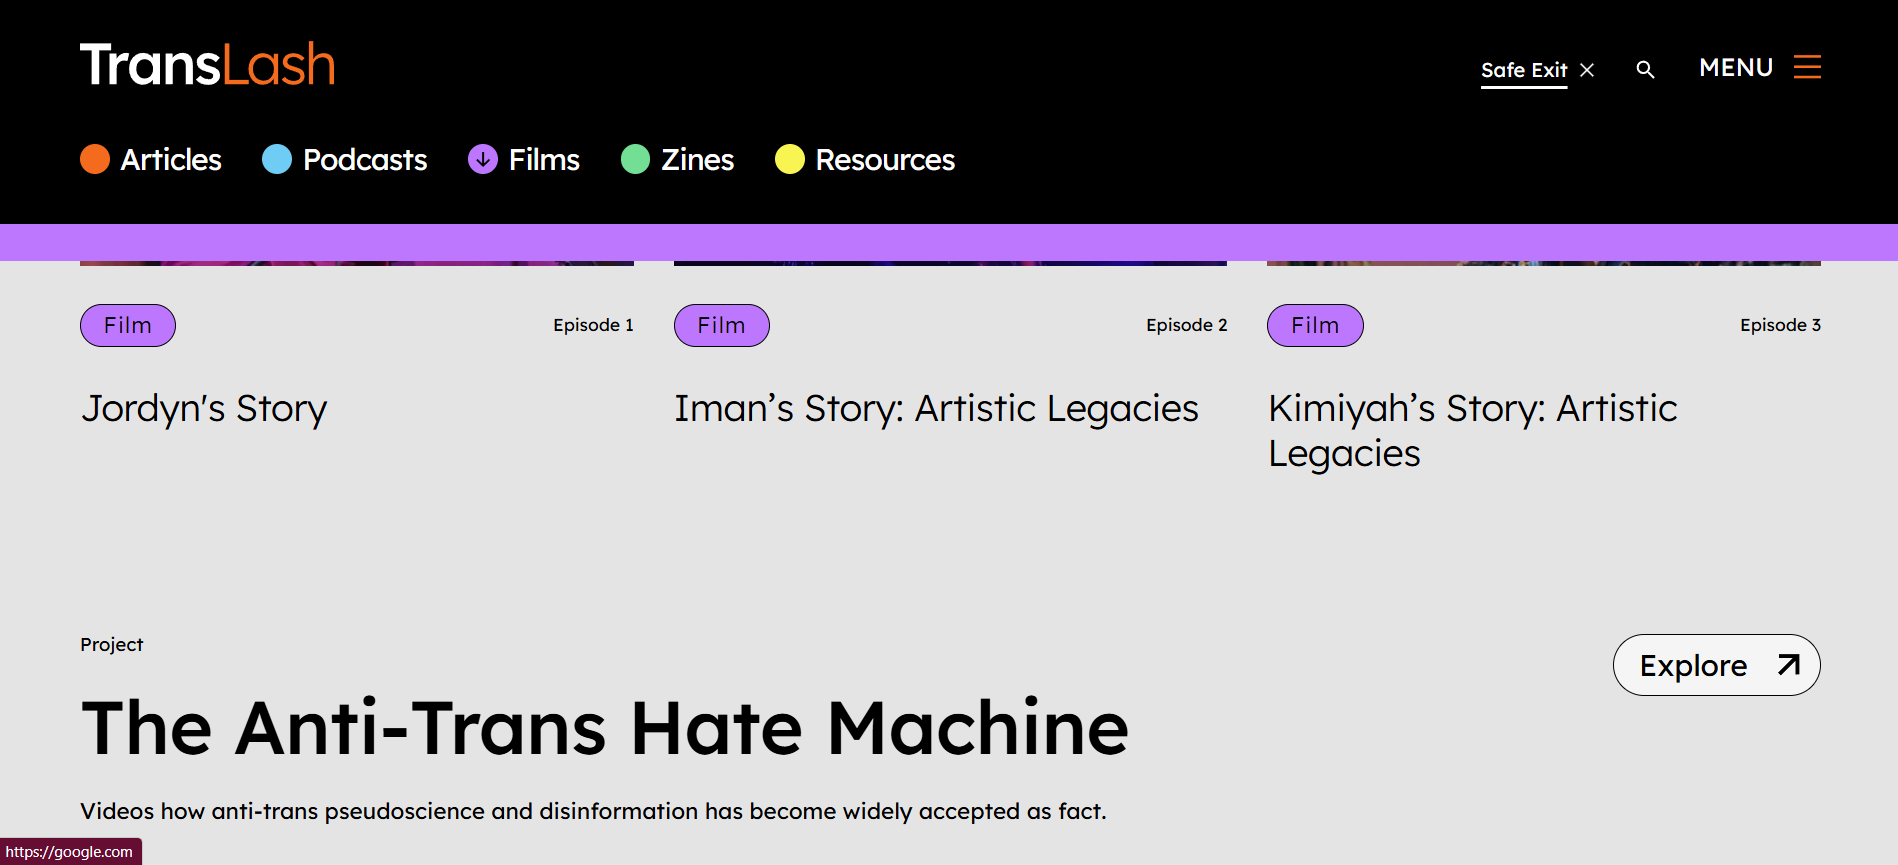 TransLash
Safe Exit
MENU
Articles
Podcasts
Films
Zines
Resources
Film
Episode 1
Film
Episode 2
Film
Episode 3
Jordyn's Story
Iman’s Story: Artistic Legacies
Kimiyah’s Story: Artistic
Legacies
Project
Explore
The Anti-Trans Hate Machine
Videos how anti-trans pseudoscience and disinformation has become widely accepted as fact.
https://google.com